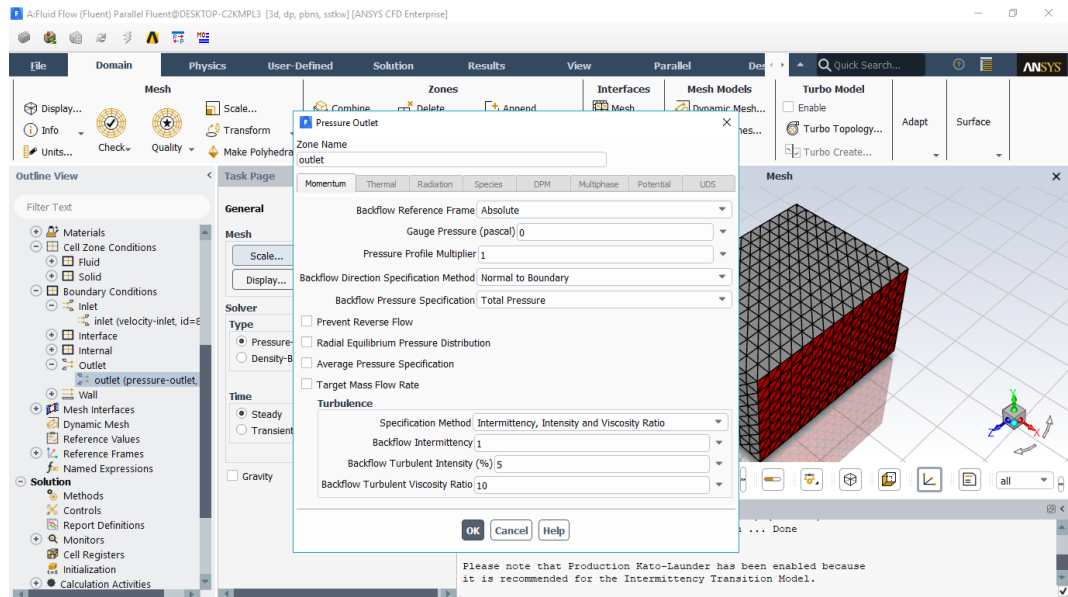 A:Fluid Flow (Fluent) Parallel Fluent@DESKTOP-C2KMPL3 [3d, dp, pbns, sstkw] [ANSYS CFD Enterprise]
File Domain Physics User-Defined Solution Results View Parallel Des Quick Search... ANSYS
Mesh Zones Interfaces Mesh Models Turbo Model
Display... Scale... Combine Delete Append Mesh Dynamic Mesh... Enable
Info Transform Turbo Topology... Adapt Surface
Units... Check Quality Make Polyhedra Turbo Create...
Outline View
Filter Text
Materials
Cell Zone Conditions
Fluid
Solid
Boundary Conditions
Inlet
inlet (velocity-inlet, id=8
Interface
Internal
Outlet
outlet (pressure-outlet,
Wall
Mesh Interfaces
Dynamic Mesh
Reference Values
Reference Frames
Named Expressions
Solution
Methods
Controls
Report Definitions
Monitors
Cell Registers
Initialization
Calculation Activities
Task Page
General
Mesh
Scale...
Display...
Solver
Type
Pressure-
Density-B
Time
Steady
Transient
Gravity
Pressure Outlet
Zone Name
outlet
Momentum Thermal Radiation Species DPM Multiphase Potential UDS
Backflow Reference Frame Absolute
Gauge Pressure (pascal) 0
Pressure Profile Multiplier 1
Backflow Direction Specification Method Normal to Boundary
Backflow Pressure Specification Total Pressure
Prevent Reverse Flow
Radial Equilibrium Pressure Distribution
Average Pressure Specification
Target Mass Flow Rate
Turbulence
Specification Method Intermittency, Intensity and Viscosity Ratio
Backflow Intermittency 1
Backflow Turbulent Intensity (%) 5
Backflow Turbulent Viscosity Ratio 10
OK Cancel Help
Mesh
Y
Z X
all
... Done
Please note that Production Kato-Launder has been enabled because
it is recommended for the Intermittency Transition Model.